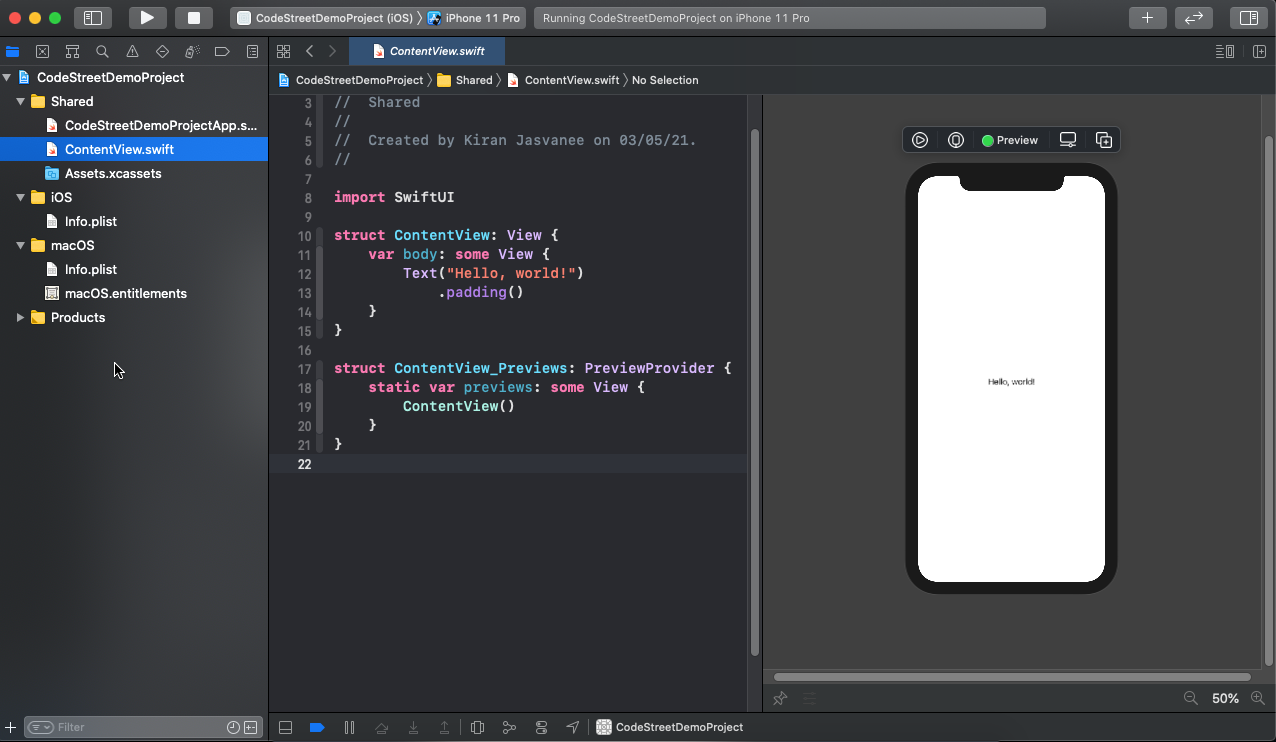 CodeStreetDemoProject (iOS) 〉 iPhone 11 Pro
Running CodeStreetDemoProject on iPhone 11 Pro
ContentView.swift
CodeStreetDemoProject 〉 Shared 〉 ContentView.swift 〉 No Selection
CodeStreetDemoProject
Shared
CodeStreetDemoProjectApp.s...
ContentView.swift
Assets.xcassets
iOS
Info.plist
macOS
Info.plist
macOS.entitlements
Products
Filter
3 //  Shared
4 //
5 //  Created by Kiran Jasvanee on 03/05/21.
6 //
7
8 import SwiftUI
9
10 struct ContentView: View {
11     var body: some View {
12         Text("Hello, world!")
13             .padding()
14     }
15 }
16
17 struct ContentView_Previews: PreviewProvider {
18     static var previews: some View {
19         ContentView()
20     }
21 }
22
Preview
Hello, world!
50%
CodeStreetDemoProject